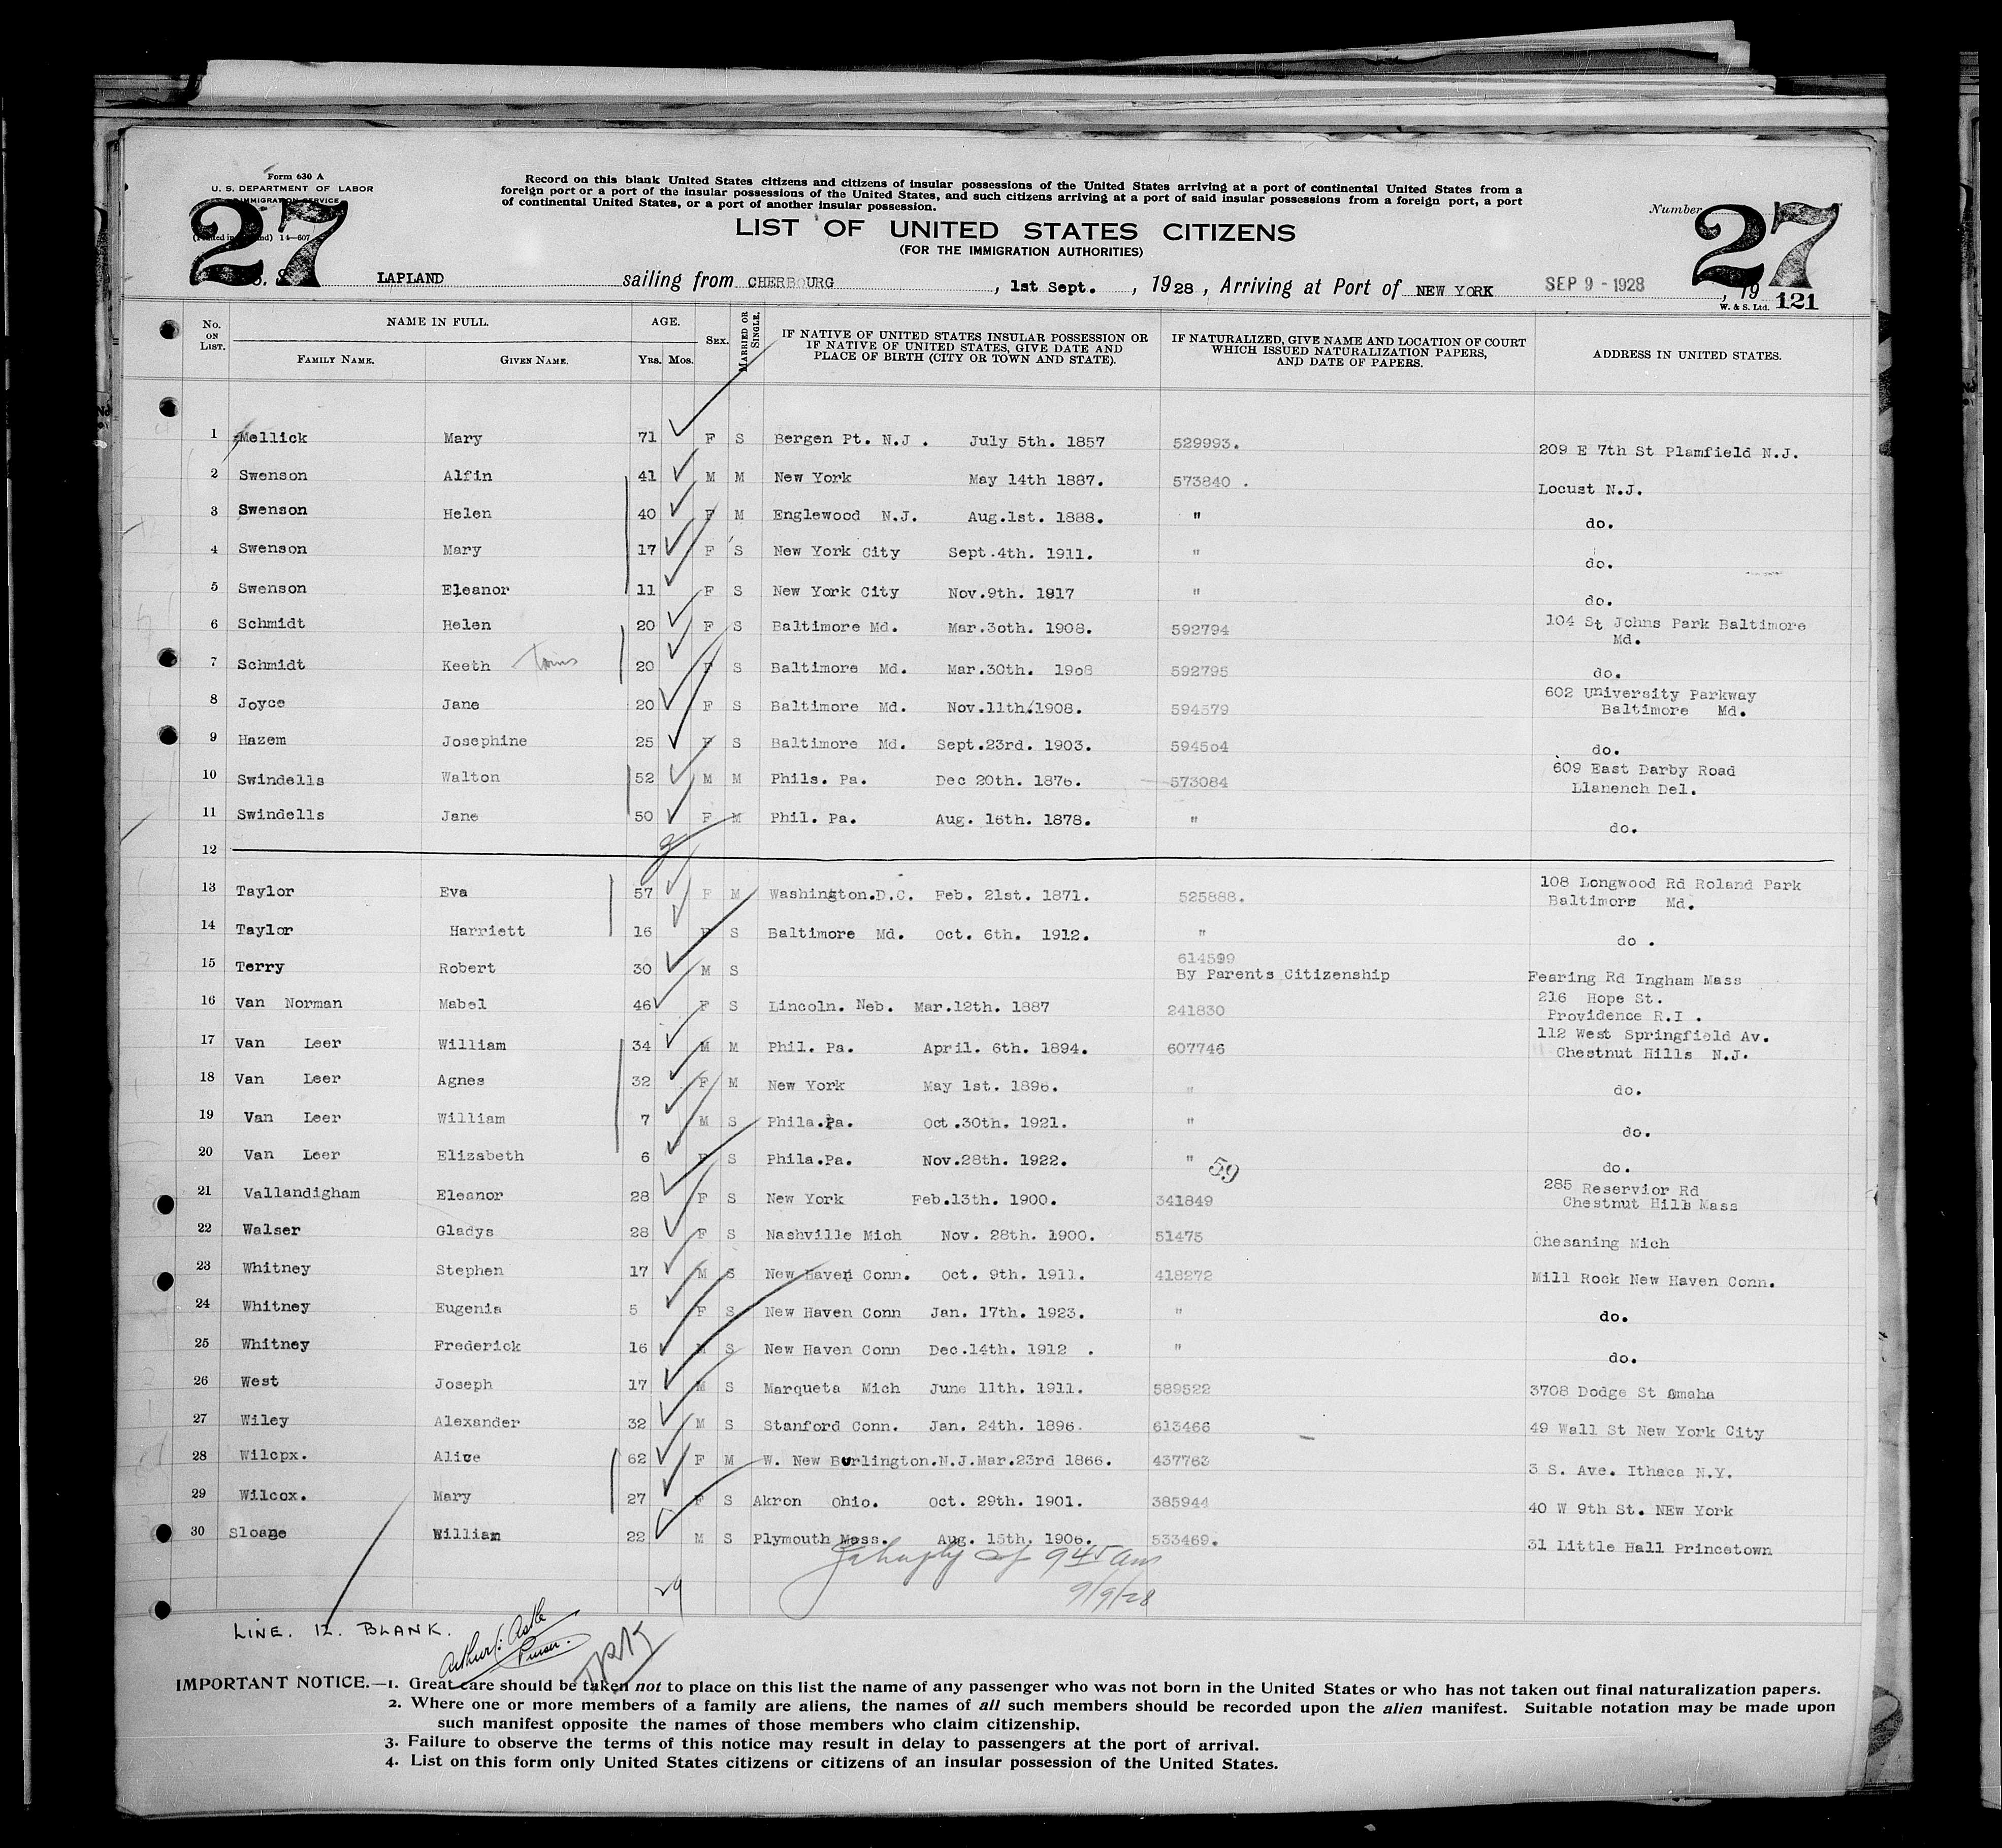 Form 630 A
U. S. DEPARTMENT OF LABOR
IMMIGRATION SERVICE
27
14—607
Record on this blank United States citizens and citizens of insular possessions of the United States arriving at a port of continental United States from a
foreign port or a port of the insular possessions of the United States, and such citizens arriving at a port of said insular possessions from a foreign port, a port
of continental United States, or a port of another insular possession.
LIST OF UNITED STATES CITIZENS
(FOR THE IMMIGRATION AUTHORITIES)
Number
27
S. S. LAPLAND sailing from CHERBOURG, 1st Sept., 1928, Arriving at Port of NEW YORK SEP 9 - 1928, 19
W. & S. Ltd. 121
No. ON LIST. NAME IN FULL. AGE. SEX. MARRIED OR SINGLE. IF NATIVE OF UNITED STATES INSULAR POSSESSION OR IF NATIVE OF UNITED STATES, GIVE DATE AND PLACE OF BIRTH (CITY OR TOWN AND STATE). IF NATURALIZED, GIVE NAME AND LOCATION OF COURT WHICH ISSUED NATURALIZATION PAPERS, AND DATE OF PAPERS. ADDRESS IN UNITED STATES.
FAMILY NAME. GIVEN NAME. Yrs. Mos.
1 Mellick Mary 71 F S Bergen Pt. N.J . July 5th. 1857 529993. 209 E 7th St Plamfield N.J.
2 Swenson Alfin 41 M M New York May 14th 1887. 573840 . Locust N.J.
3 Swenson Helen 40 F M Englewood N.J. Aug.1st. 1888. " do.
4 Swenson Mary 17 F S New York City Sept.4th. 1911. " do.
5 Swenson Eleanor 11 F S New York City Nov.9th. 1917 " do.
6 Schmidt Helen 20 F S Baltimore Md. Mar.3oth. 1908. 592794 104 St Johns Park Baltimore
Md.
7 Schmidt Keeth twins 20 F S Baltimore Md. Mar.30th. 19o8 592795 do.
8 Joyce Jane 20 F S Baltimore Md. Nov.11th/1908. 594579 602 University Parkway
Baltimore Md.
9 Hazem Josephine 25 F S Baltimore Md. Sept.23rd. 1903. 5945o4 do.
10 Swindells Walton 52 M M Phils. Pa. Dec 20th. 1876. 573084 609 East Darby Road
Llanench Del.
11 Swindells Jane 50 F M Phil. Pa. Aug. 16th. 1878. " do.
12
13 Taylor Eva 57 F M Washington.D.C. Feb. 21st. 1871. 525888. 108 Longwood Rd Roland Park
Baltimore Md.
14 Taylor Harriett 16 F S Baltimore Md. Oct. 6th. 1912. " do .
15 Terry Robert 30 M S 614599
By Parents Citizenship Fearing Rd Ingham Mass
16 Van Norman Mabel 46 F S Lincoln. Neb. Mar.12th. 1887 241830 216 Hope St.
Providence R.I .
17 Van Leer William 34 M M Phil. Pa. April. 6th. 1894. 607746 112 West Springfield Av.
Chestnut Hills N.J.
18 Van Leer Agnes 32 F M New York May 1st. 1896. " do.
19 Van Leer William 7 M S Phila.Pa. Oct.30th. 1921. " do.
20 Van Leer Elizabeth 6 F S Phila.Pa. Nov.28th. 1922. " 59 do.
21 Vallandigham Eleanor 28 F S New York Feb.13th. 1900. 341849 285 Reservior Rd
Chestnut Hills Mass
22 Walser Gladys 28 F S Nashville Mich Nov. 28th. 1900. 51475 Chesaning Mich
23 Whitney Stephen 17 M S New Haven Conn. Oct. 9th. 1911. 418272 Mill Rock New Haven Conn.
24 Whitney Eugenia 5 F S New Haven Conn Jan. 17th. 1923. " do.
25 Whitney Frederick 16 M S New Haven Conn Dec.14th. 1912 . " do.
26 West Joseph 17 M S Marqueta Mich June 11th. 1911. 589522 3708 Dodge St Omaha
27 Wiley Alexander 32 M S Stanford Conn. Jan. 24th. 1896. 613466 49 Wall St New York City
28 Wilcpx. Alice 62 F M W. New Burlington.N.J.Mar.23rd 1866. 437763 3 S. Ave. Ithaca N.Y.
29 Wilcox. Mary 27 F S Akron Ohio. Oct. 29th. 1901. 385944 40 W 9th St. NEw York
30 Sloane William 22 M S Plymouth Mass. Aug. 15th. 1906. 533469. 31 Little Hall Princetown
945 am
29 9/9/28
LINE. 12. BLANK.
Purser.
IMPORTANT NOTICE.—1. Great care should be taken not to place on this list the name of any passenger who was not born in the United States or who has not taken out final naturalization papers.
2. Where one or more members of a family are aliens, the names of all such members should be recorded upon the alien manifest. Suitable notation may be made upon
such manifest opposite the names of those members who claim citizenship.
3. Failure to observe the terms of this notice may result in delay to passengers at the port of arrival.
4. List on this form only United States citizens or citizens of an insular possession of the United States.